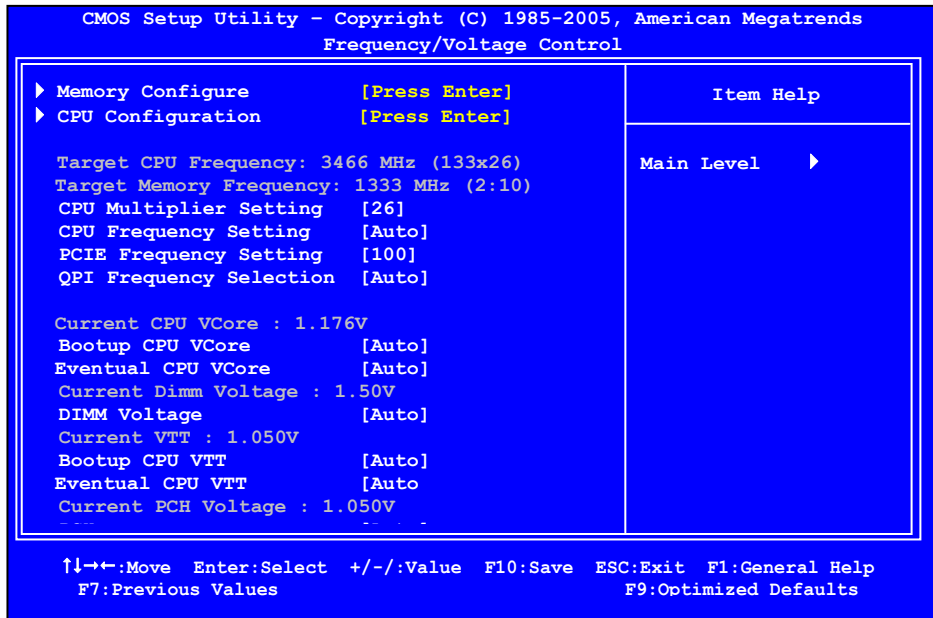 CMOS Setup Utility – Copyright (C) 1985-2005, American Megatrends
Frequency/Voltage Control
Memory Configure [Press Enter]
CPU Configuration [Press Enter]
Item Help
Target CPU Frequency: 3466 MHz (133x26)
Main Level
Target Memory Frequency: 1333 MHz (2:10)
CPU Multiplier Setting [26]
CPU Frequency Setting [Auto]
PCIE Frequency Setting [100]
QPI Frequency Selection [Auto]
Current CPU VCore : 1.176V
Bootup CPU VCore [Auto]
Eventual CPU VCore [Auto]
Current Dimm Voltage : 1.50V
DIMM Voltage [Auto]
Current VTT : 1.050V
Bootup CPU VTT [Auto]
Eventual CPU VTT [Auto
Current PCH Voltage : 1.050V
↑↓→←:Move Enter:Select +/-/:Value F10:Save ESC:Exit F1:General Help
F7:Previous Values F9:Optimized Defaults